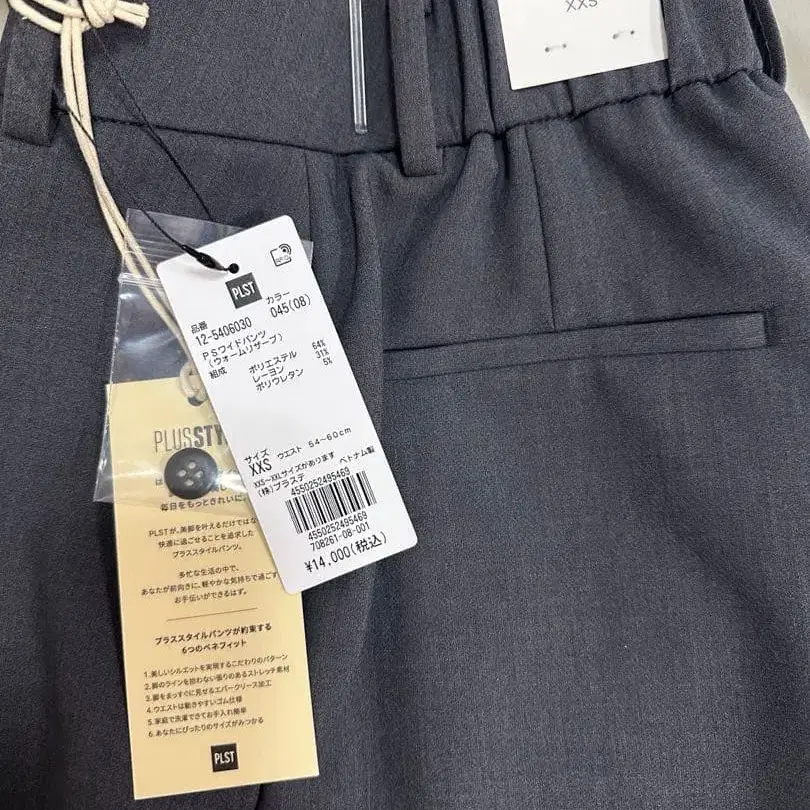 XXS
PLST
品番
カラー
12-5406030
045(08)
PSワイドパンツ
(ウォームリザーブ)
組成
ポリエステル 64%
レーヨン 31%
ポリウレタン 5%
サイズ
XXS ウエスト 54～60cm
XXS～XXLサイズがあります ベトナム製
(株)プラステ
4550252495469
4550252495469
708261-08-001
¥14,000(税込)
PLUSSTY
は
毎日をもっときれいに。
PLSTが、美脚を叶えるだけではな
快適に過ごせることを追求した
プラススタイルパンツ。
多忙な生活の中で、
あなたが前向きに、軽やかな気持ちで過ごす
お手伝いができるはず。
プラススタイルパンツが約束する
6つのベネフィット
1.美しいシルエットを実現するこだわりのパターン
2.脚のラインを拾わない張りのあるストレッチ素材
3.脚をまっすぐに見せるエバークリース加工
4.ウエストは動きやすいゴム仕様
5.家庭で洗濯できてお手入れ簡単
6.あなたにぴったりのサイズがみつかる
PLST